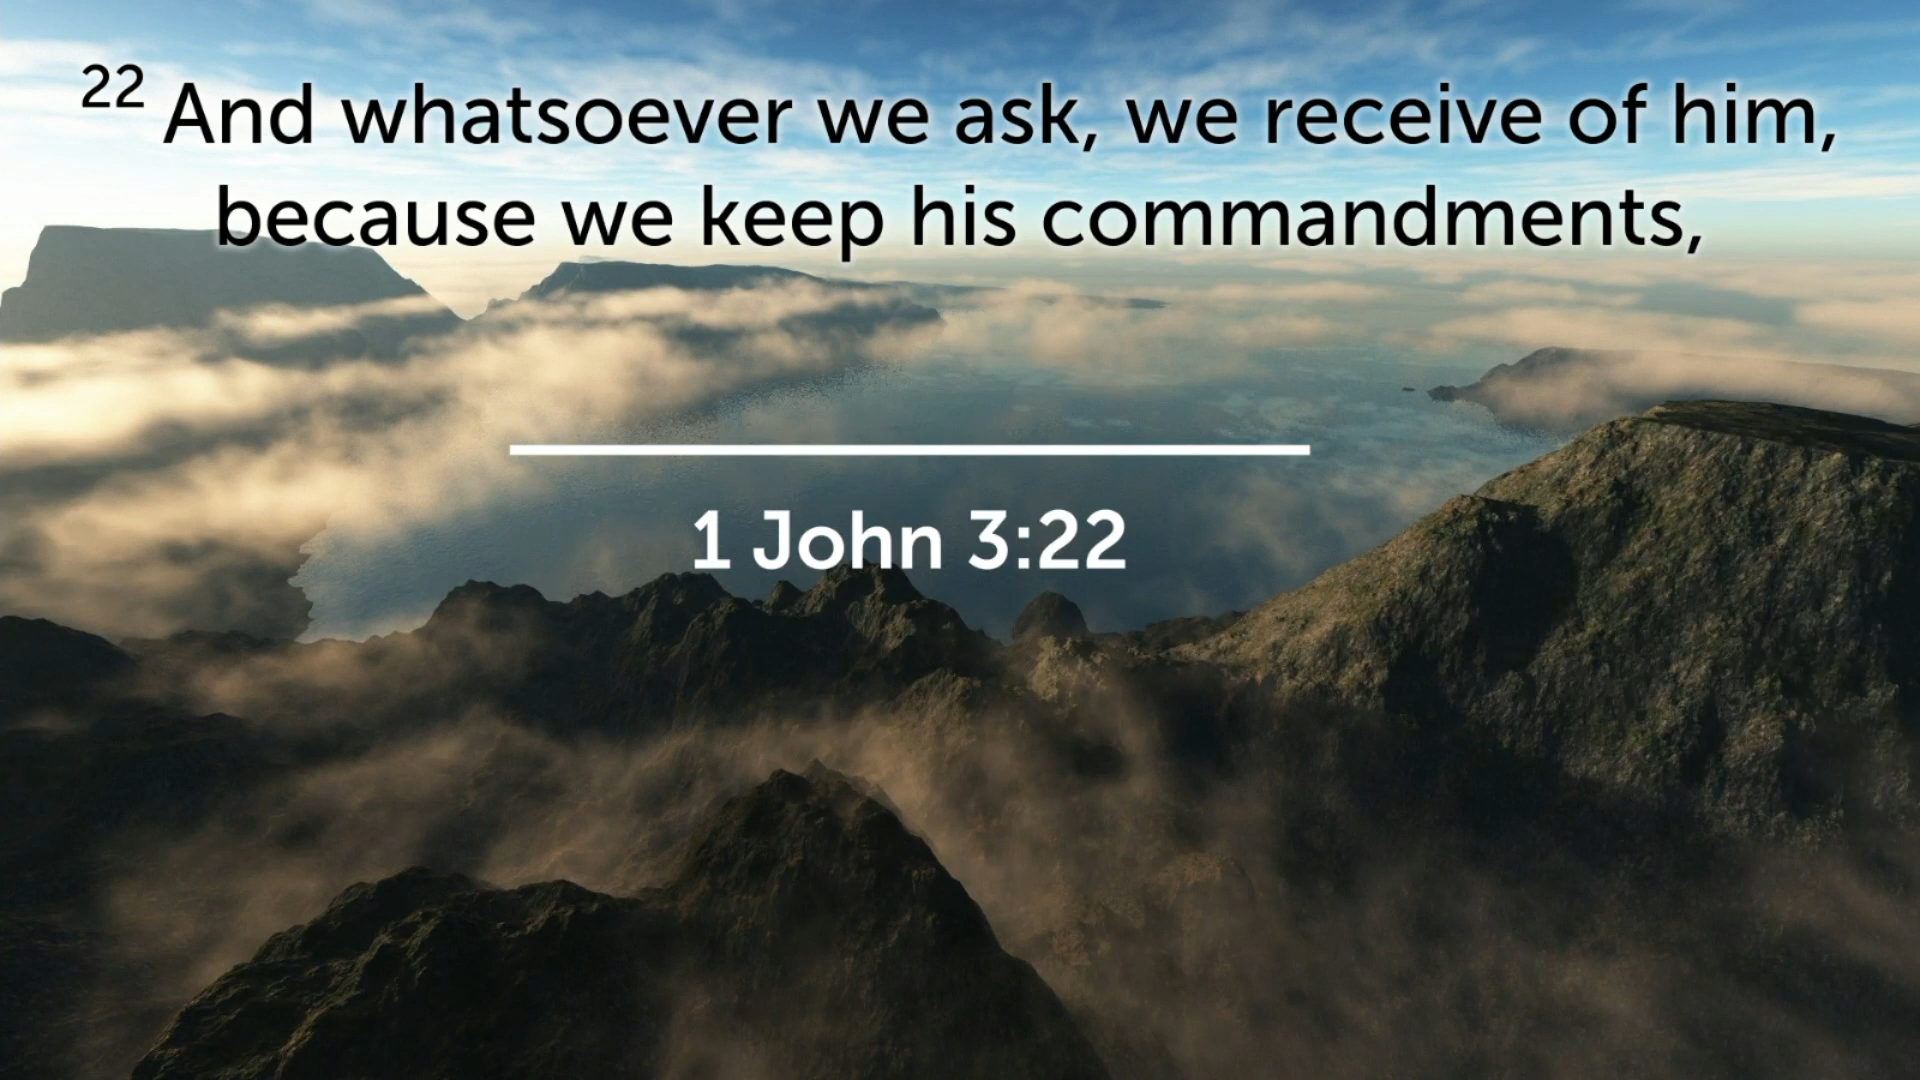 22 And whatsoever we ask, we receive of him,
because we keep his commandments,
1 John 3:22